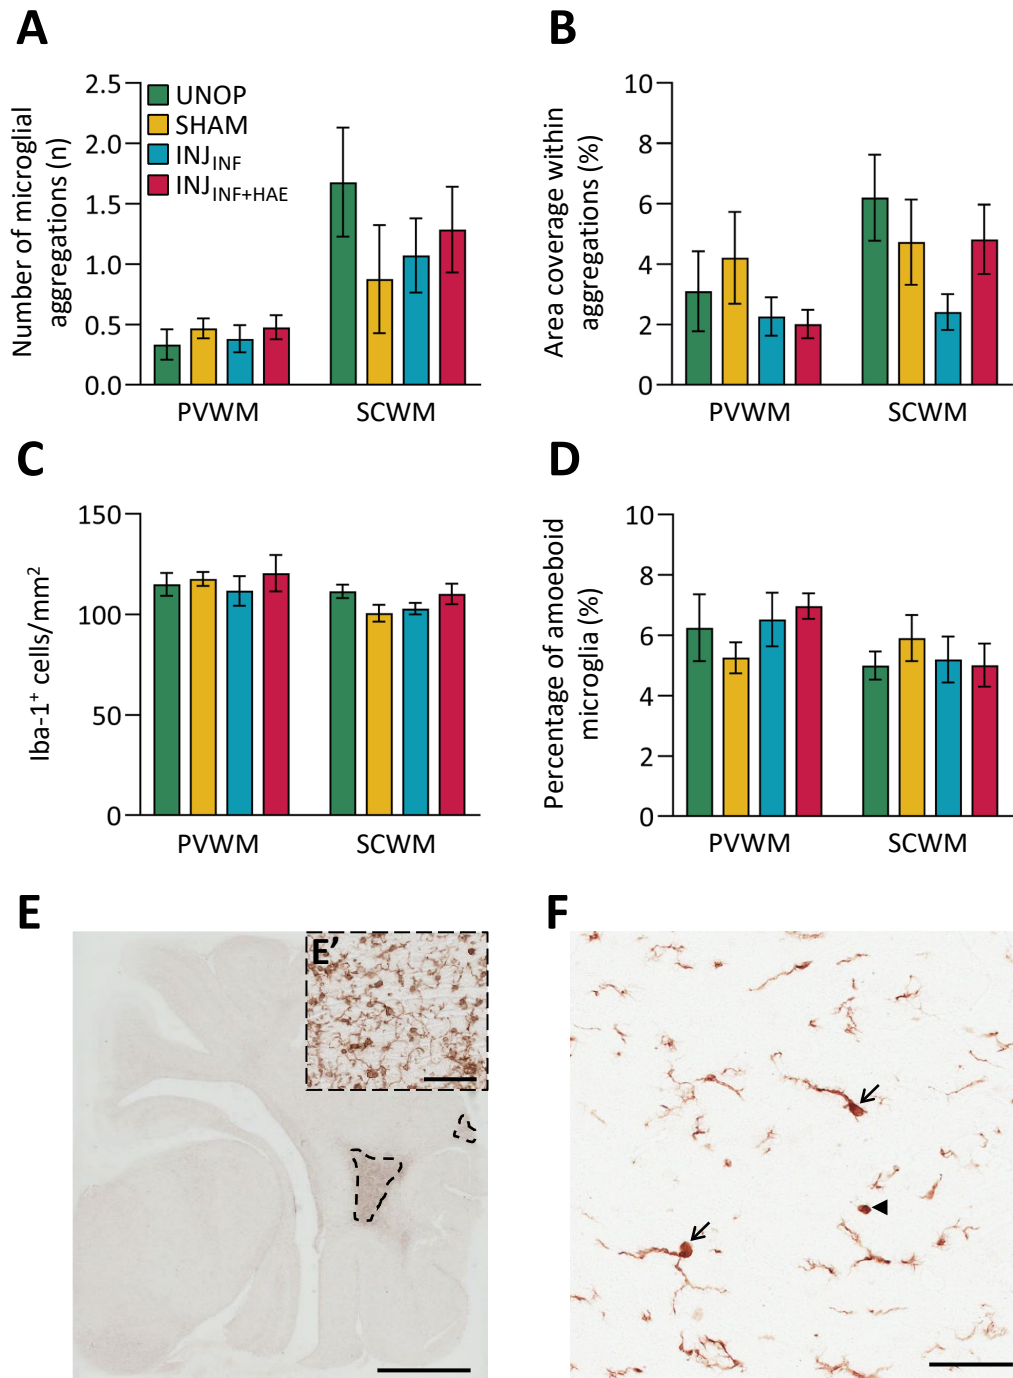 A
Number of microglial
aggregations (n)
2.5
2.0
1.5
1.0
0.5
0.0
UNOP
SHAM
INJINF
INJINF+HAE
PVWM
SCWM
B
Area coverage within
aggregations (%)
10
8
6
4
2
0
PVWM
SCWM
C
Iba-1+ cells/mm2
150
100
50
0
PVWM
SCWM
D
Percentage of amoeboid
microglia (%)
10
8
6
4
2
0
PVWM
SCWM
E
E’
F